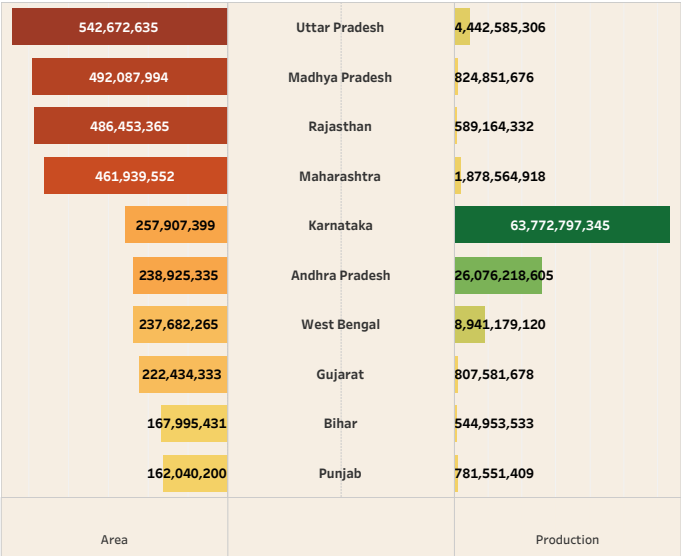 542,672,635 Uttar Pradesh 4,442,585,306
492,087,994 Madhya Pradesh 824,851,676
486,453,365 Rajasthan 589,164,332
461,939,552 Maharashtra 1,878,564,918
257,907,399 Karnataka 63,772,797,345
238,925,335 Andhra Pradesh 26,076,218,605
237,682,265 West Bengal 8,941,179,120
222,434,333 Gujarat 807,581,678
167,995,431 Bihar 544,953,533
162,040,200 Punjab 781,551,409
Area Production